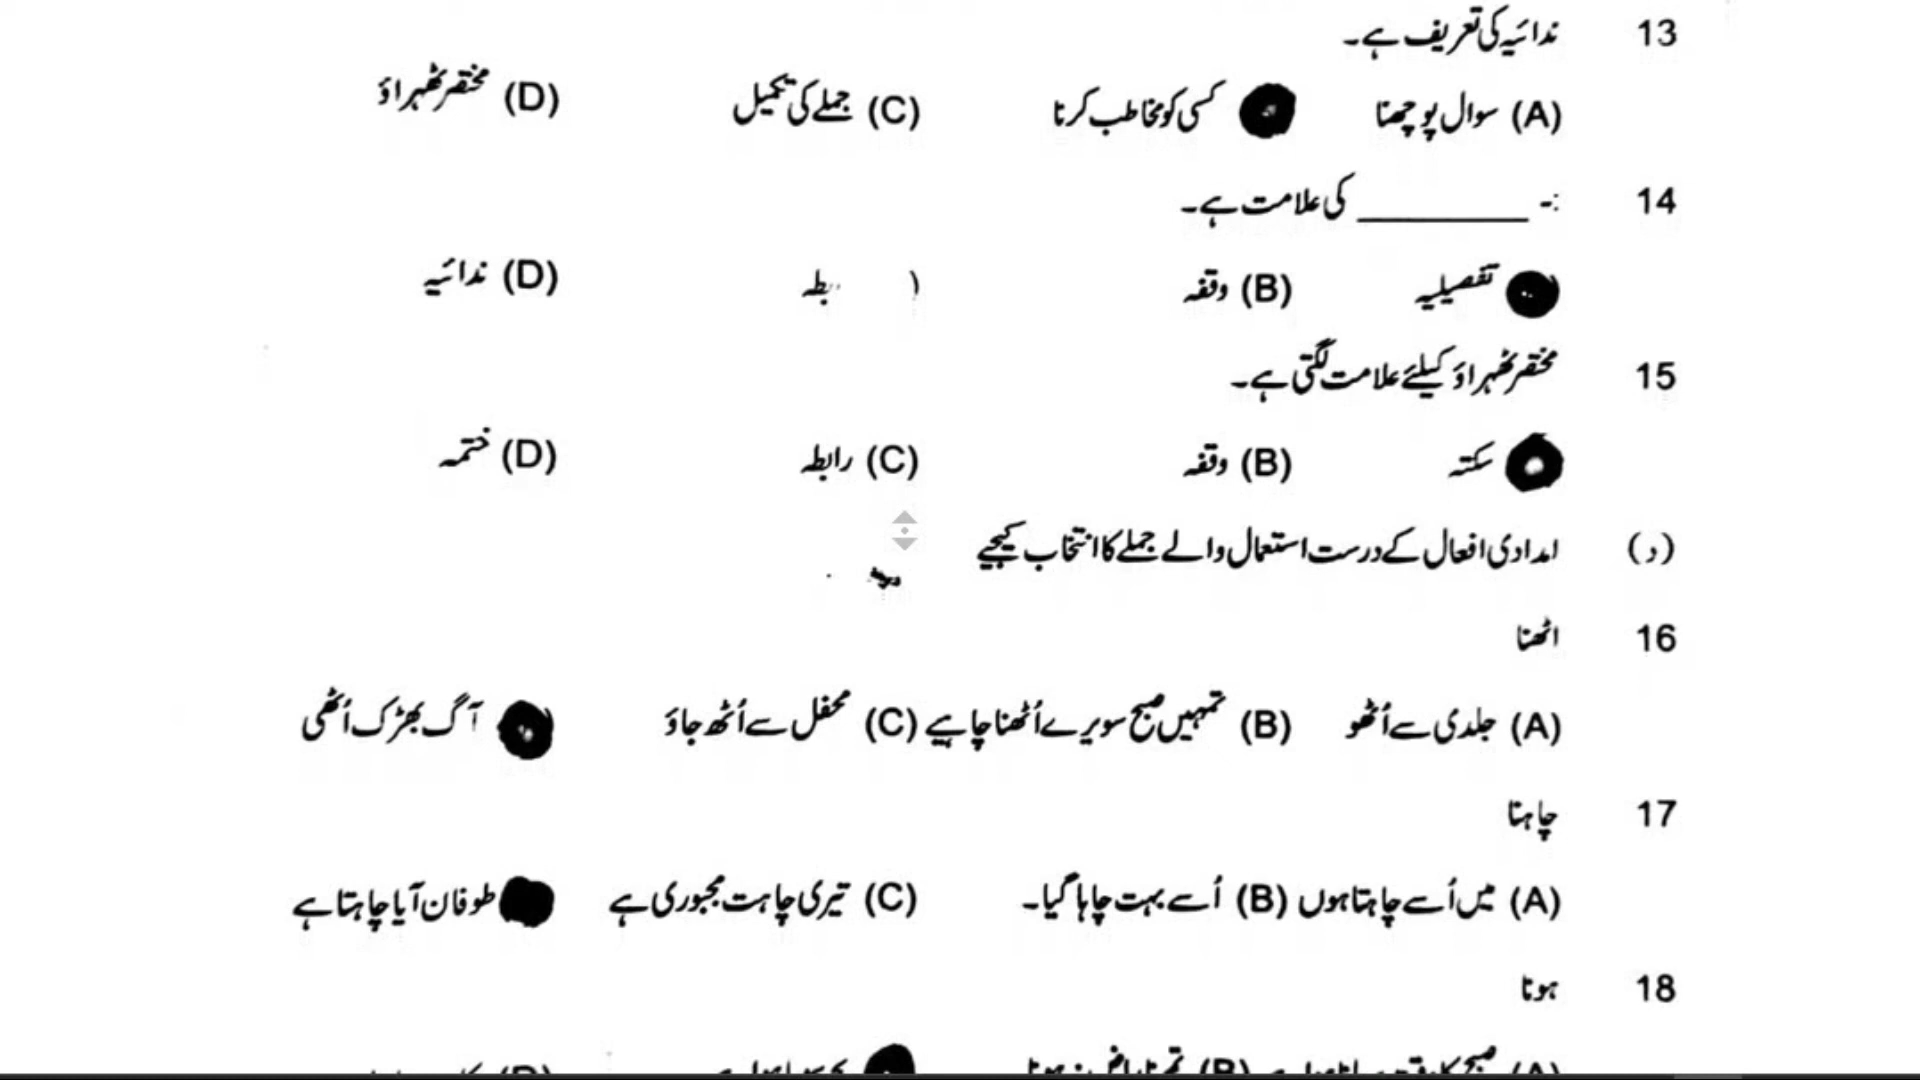 13 ندائیہ کی تعریف ہے۔
(A) سوال پوچھنا کسی کو مخاطب کرنا (C) جملے کی تکمیل (D) مختصر ٹھہراؤ
14 :- __________ کی علامت ہے۔
تفصیلیہ (B) وقفہ (D) ندائیہ
15 مختصر ٹھہراؤ کیلئے علامت لگتی ہے۔
سکتہ (B) وقفہ (C) رابطہ (D) ختمہ
(د) امدادی افعال کے درست استعمال والے جملے کا انتخاب کیجیے
16 اٹھنا
(A) جلدی سے اُٹھو (B) تمہیں صبح سویرے اُٹھنا چاہیے (C) محفل سے اُٹھ جاؤ آگ بھڑک اُٹھی
17 چاہنا
(A) میں اُسے چاہتا ہوں (B) اُسے بہت چاہا گیا۔ (C) تیری چاہت مجبوری ہے طوفان آیا چاہتا ہے
18 ہونا